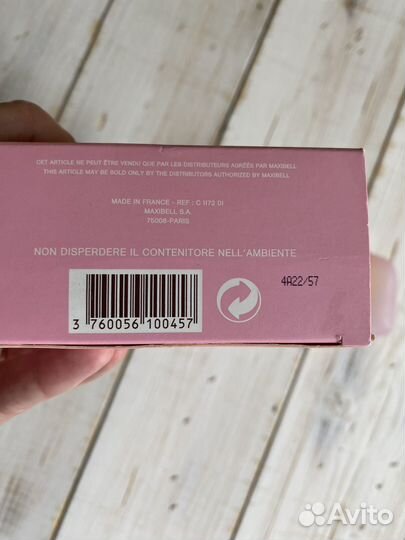 CET ARTICLE NE PEUT ÊTRE VENDU QUE PAR LES DISTRIBUTEURS AGRÉÉS PAR MAXIBELL
THIS ARTICLE MAY BE SOLD ONLY BY THE DISTRIBUTORS AUTHORIZED BY MAXIBELL
MADE IN FRANCE - REF : C 1172 01
MAXIBELL S.A.
75008-PARIS
NON DISPERDERE IL CONTENITORE NELL'AMBIENTE
4A22/57
3 760056 100457
Avito